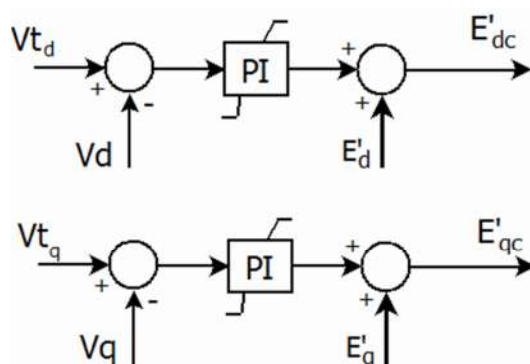 Vt_d + - PI + + E'_dc
Vd E'_d
Vt_q + - PI + + E'_qc
Vq E'_q